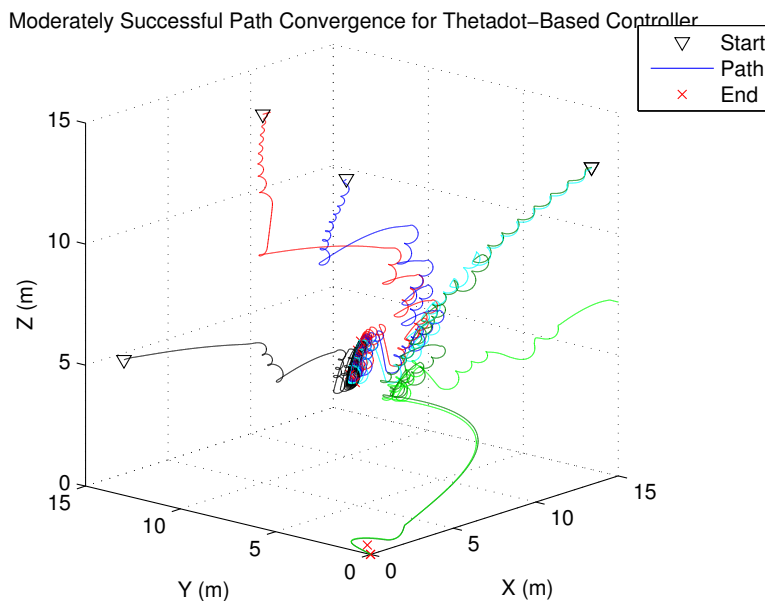 Moderately Successful Path Convergence for Thetadot−Based Controller
Start
Path
End
15
10
5
0
Z (m)
15
10
5
0
Y (m)
0
5
10
15
X (m)